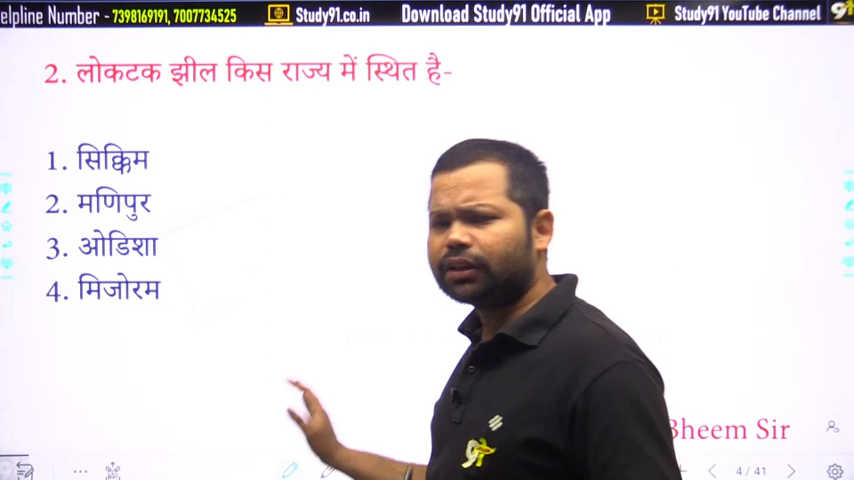 elpline Number - 7398169191, 7007734525 Study91.co.in Download Study91 Official App Study91 YouTube Channel 91
2. लोकटक झील किस राज्य में स्थित है-
1. सिक्किम
2. मणिपुर
3. ओडिशा
4. मिजोरम
Bheem Sir
4 / 41